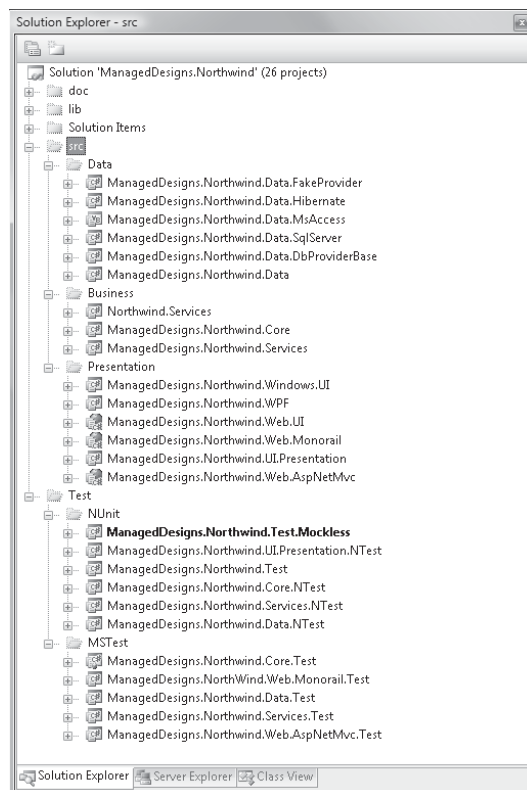 Solution Explorer - src
Solution 'ManagedDesigns.Northwind' (26 projects)
doc
lib
Solution Items
src
Data
ManagedDesigns.Northwind.Data.FakeProvider
ManagedDesigns.Northwind.Data.Hibernate
ManagedDesigns.Northwind.Data.MsAccess
ManagedDesigns.Northwind.Data.SqlServer
ManagedDesigns.Northwind.Data.DbProviderBase
ManagedDesigns.Northwind.Data
Business
Northwind.Services
ManagedDesigns.Northwind.Core
ManagedDesigns.Northwind.Services
Presentation
ManagedDesigns.Northwind.Windows.UI
ManagedDesigns.Northwind.WPF
ManagedDesigns.Northwind.Web.UI
ManagedDesigns.Northwind.Web.Monorail
ManagedDesigns.Northwind.UI.Presentation
ManagedDesigns.Northwind.Web.AspNetMvc
Test
NUnit
ManagedDesigns.Northwind.Test.Mockless
ManagedDesigns.Northwind.UI.Presentation.NTest
ManagedDesigns.Northwind.Test
ManagedDesigns.Northwind.Core.NTest
ManagedDesigns.Northwind.Services.NTest
ManagedDesigns.Northwind.Data.NTest
MSTest
ManagedDesigns.Northwind.Core.Test
ManagedDesigns.NorthWind.Web.Monorail.Test
ManagedDesigns.Northwind.Data.Test
ManagedDesigns.Northwind.Services.Test
ManagedDesigns.Northwind.Web.AspNetMvc.Test
Solution Explorer Server Explorer Class View